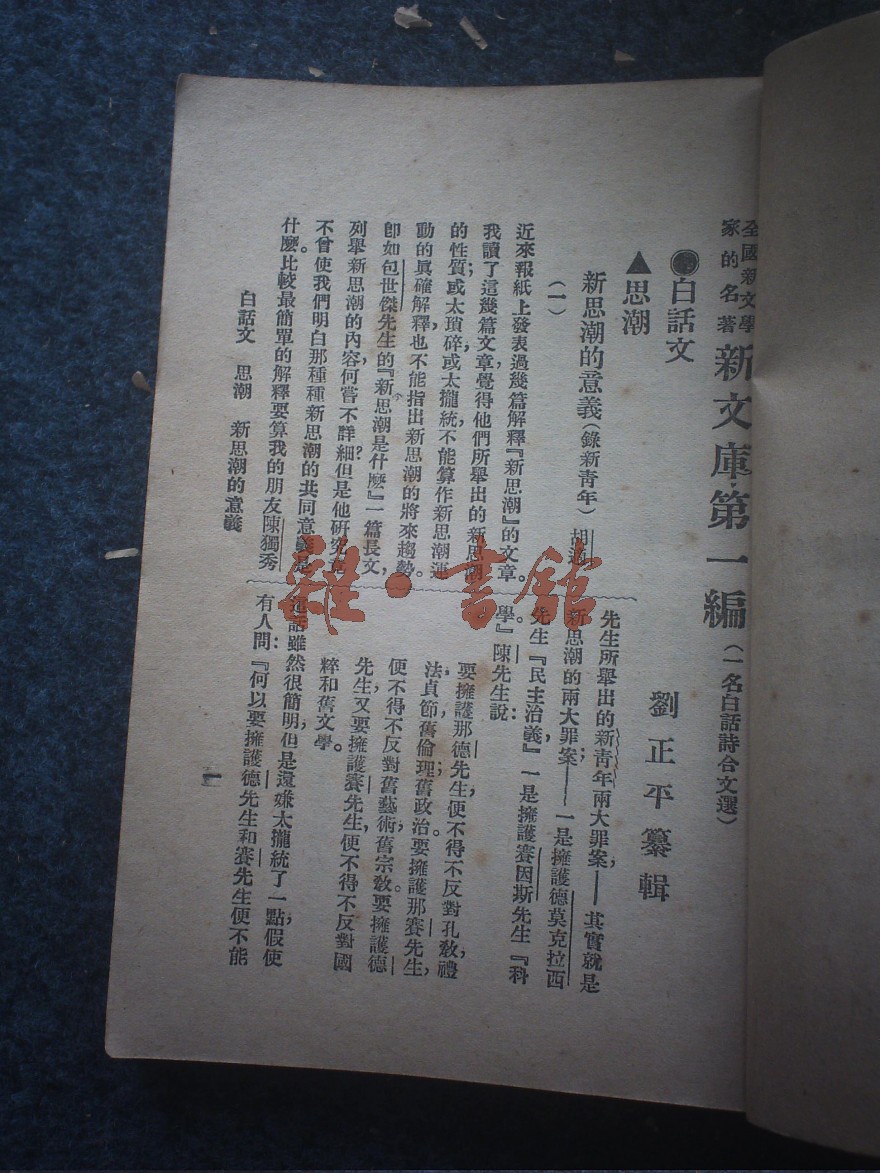 全國新文學
家的名著
新文庫第一編（一名白話詩合文選）
劉正平纂輯
●白話文
▲思潮
新思潮的意義（錄新靑年）　胡適
（一）
近來報紙上發表過幾篇解釋『新思潮』的文章。
我讀了這幾篇文章，覺得他們所舉出的新思潮
的性質；或太瑣碎，或太攏統，不能算作新思潮運
動的眞確解釋，也不能指出新思潮的將來趨勢。
卽如包世傑先生的『新思潮是什麽』一篇長文，
列舉新思潮的內容，何嘗不詳細？但是他硏究竟
不曾使我們明白那種種新思潮的共同意義是
什麽。比較最簡單的解釋要算我的朋友陳獨秀
先生所舉出的新靑年兩大罪案，——其實就是
新思潮的兩大罪案——一是擁護德莫克拉西
先生『民主治義』，一是擁護賽因斯先生『科
學』。陳先生說：
要擁護那德先生，便不得不反對孔敎，禮
法，貞節，舊倫理，舊政治。要擁護那賽先生，
便不得不反對舊藝術，舊宗敎。要擁護德
先生，又要擁護賽先生，便不得不反對國
粹和舊文學。
這話雖然很簡明，但是還嫌太攏統了一點，假使
有人問：『何以要擁護德先生和賽先生便不能
白話文　思潮　新思潮的意義
一
雜·書館